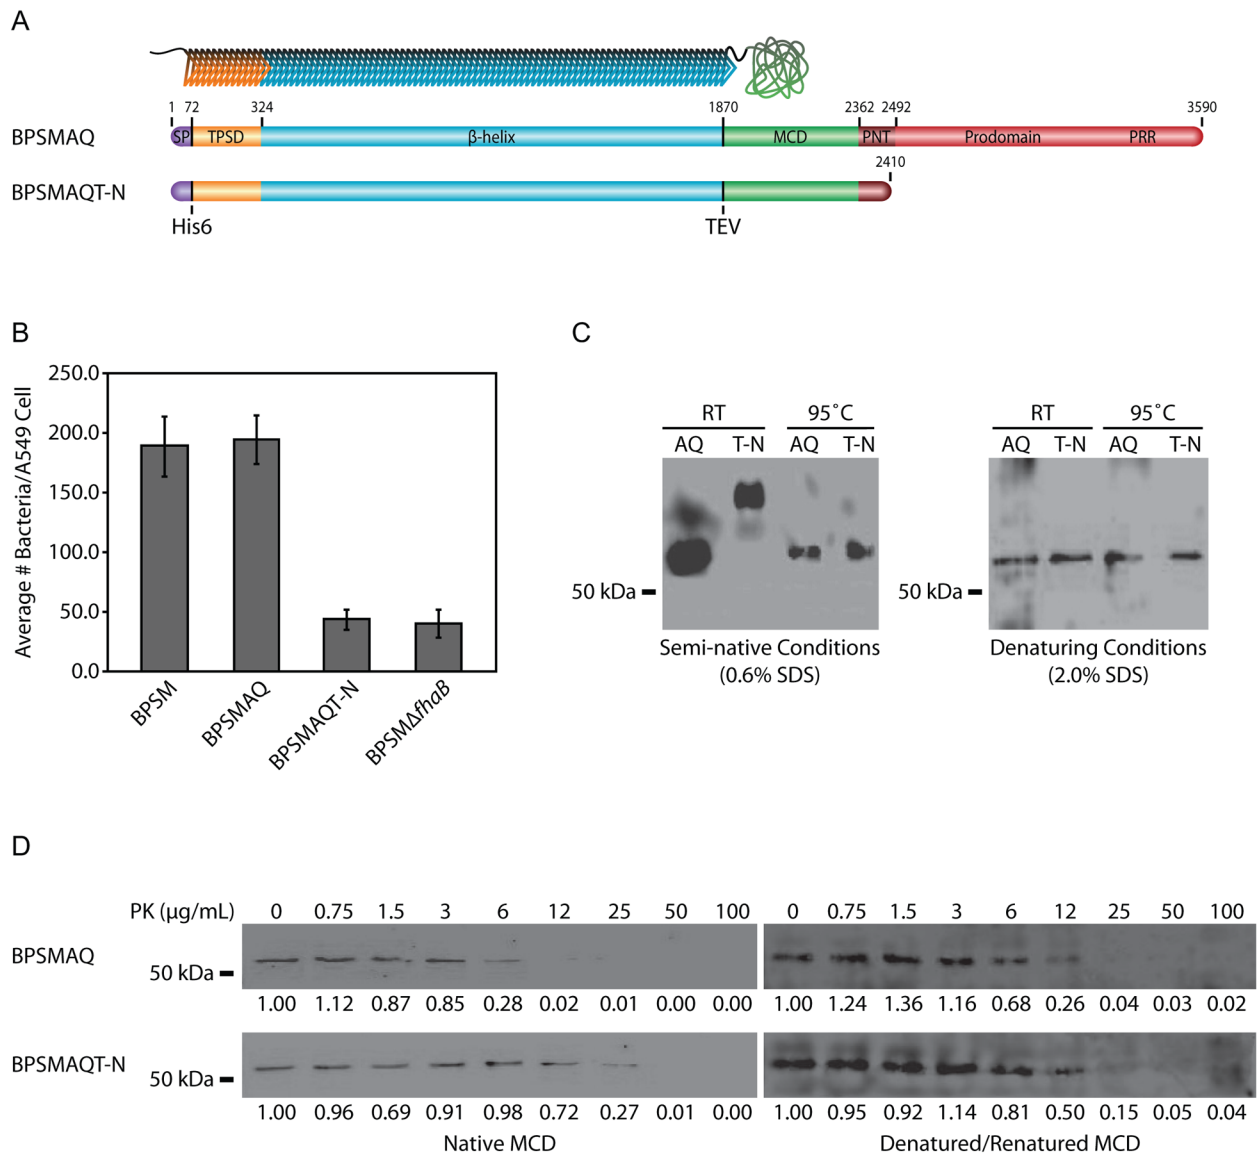 A
1 72 324 1870 2362 2492 3590
BPSMAQ SP TPSD β-helix MCD PNT Prodomain PRR
2410
BPSMAQT-N
His6 TEV
B
Average # Bacteria/A549 Cell
250.0
200.0
150.0
100.0
50.0
0.0
BPSM
BPSMAQ
BPSMAQT-N
BPSMΔfhaB
C
RT 95˚C
AQ T-N AQ T-N
50 kDa
Semi-native Conditions
(0.6% SDS)
RT 95˚C
AQ T-N AQ T-N
50 kDa
Denaturing Conditions
(2.0% SDS)
D
PK (µg/mL) 0 0.75 1.5 3 6 12 25 50 100 0 0.75 1.5 3 6 12 25 50 100
BPSMAQ
50 kDa
1.00 1.12 0.87 0.85 0.28 0.02 0.01 0.00 0.00 1.00 1.24 1.36 1.16 0.68 0.26 0.04 0.03 0.02
BPSMAQT-N
50 kDa
1.00 0.96 0.69 0.91 0.98 0.72 0.27 0.01 0.00 1.00 0.95 0.92 1.14 0.81 0.50 0.15 0.05 0.04
Native MCD Denatured/Renatured MCD